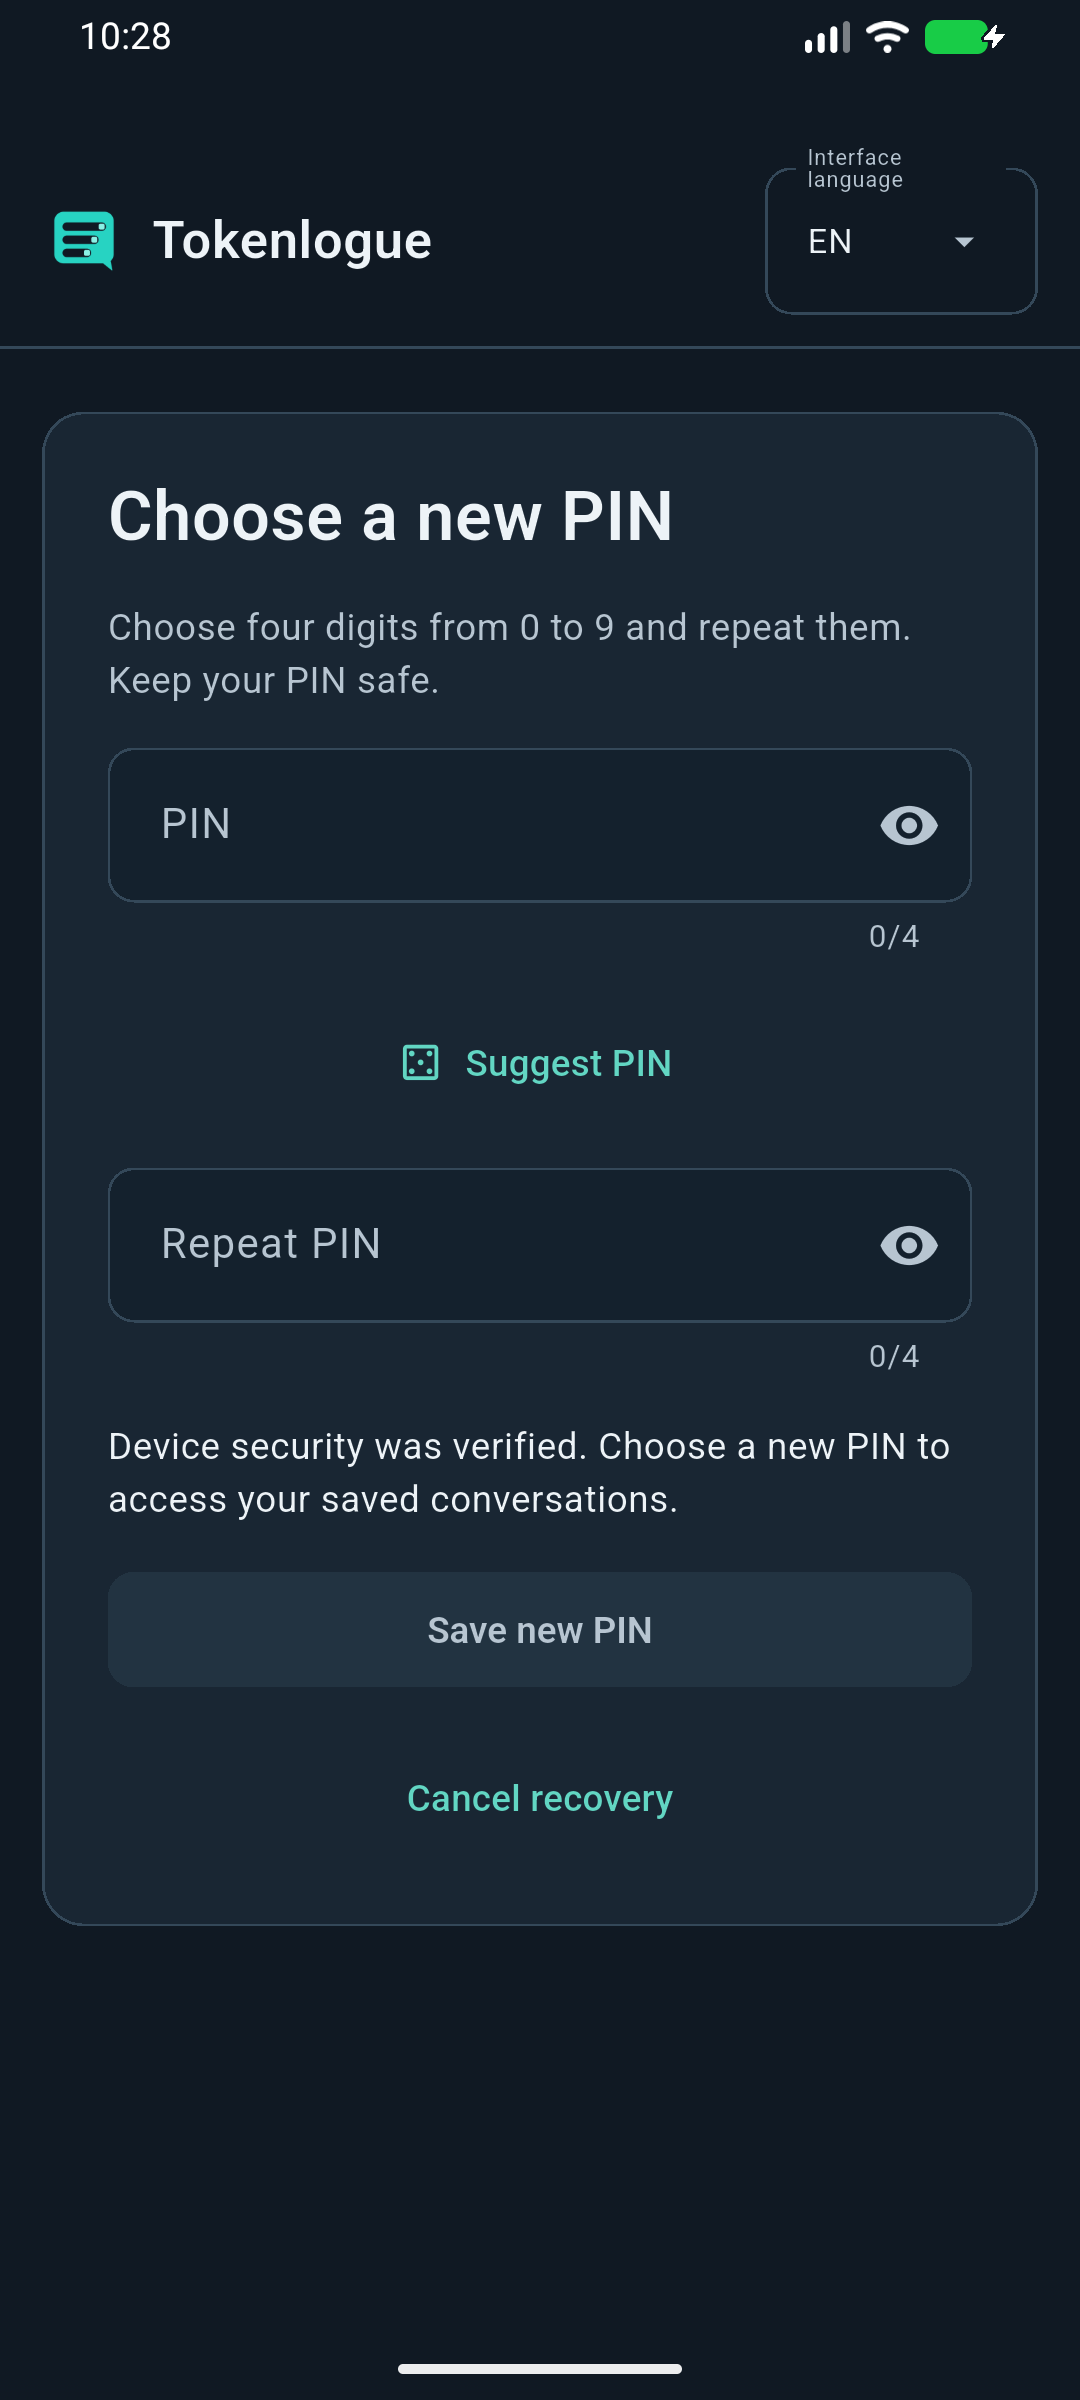 10:28
Interface
language
Tokenlogue
EN
Choose a new PIN
Choose four digits from 0 to 9 and repeat them.
Keep your PIN safe.
PIN
0/4
Suggest PIN
Repeat PIN
0/4
Device security was verified. Choose a new PIN to
access your saved conversations.
Save new PIN
Cancel recovery